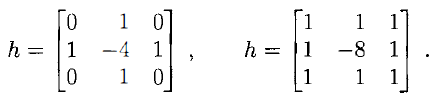 h = [ 0 1 0 ; 1 -4 1 ; 0 1 0 ] , h = [ 1 1 1 ; 1 -8 1 ; 1 1 1 ] .